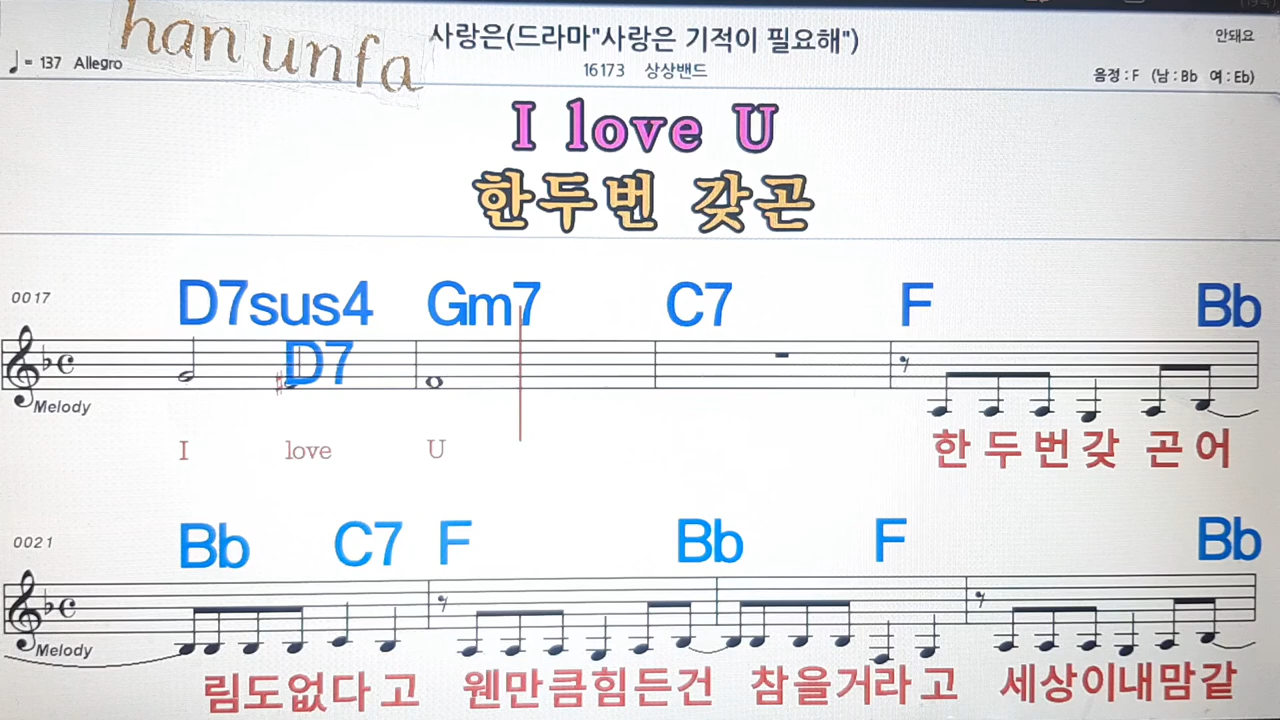 han unfa
사랑은(드라마"사랑은 기적이 필요해")
안돼요
♩= 137 Allegro
16173 상상밴드
음정 : F (남 : Bb 여 : Eb)
I love U
한두번 갖곤
0017
D7sus4 Gm7 C7 F Bb
D7
Melody
I love U
한 두 번 갖 곤 어
0021
Bb C7 F Bb F Bb
Melody
림도없다 고 웬만큼힘든건 참을거라 고 세상이내맘같